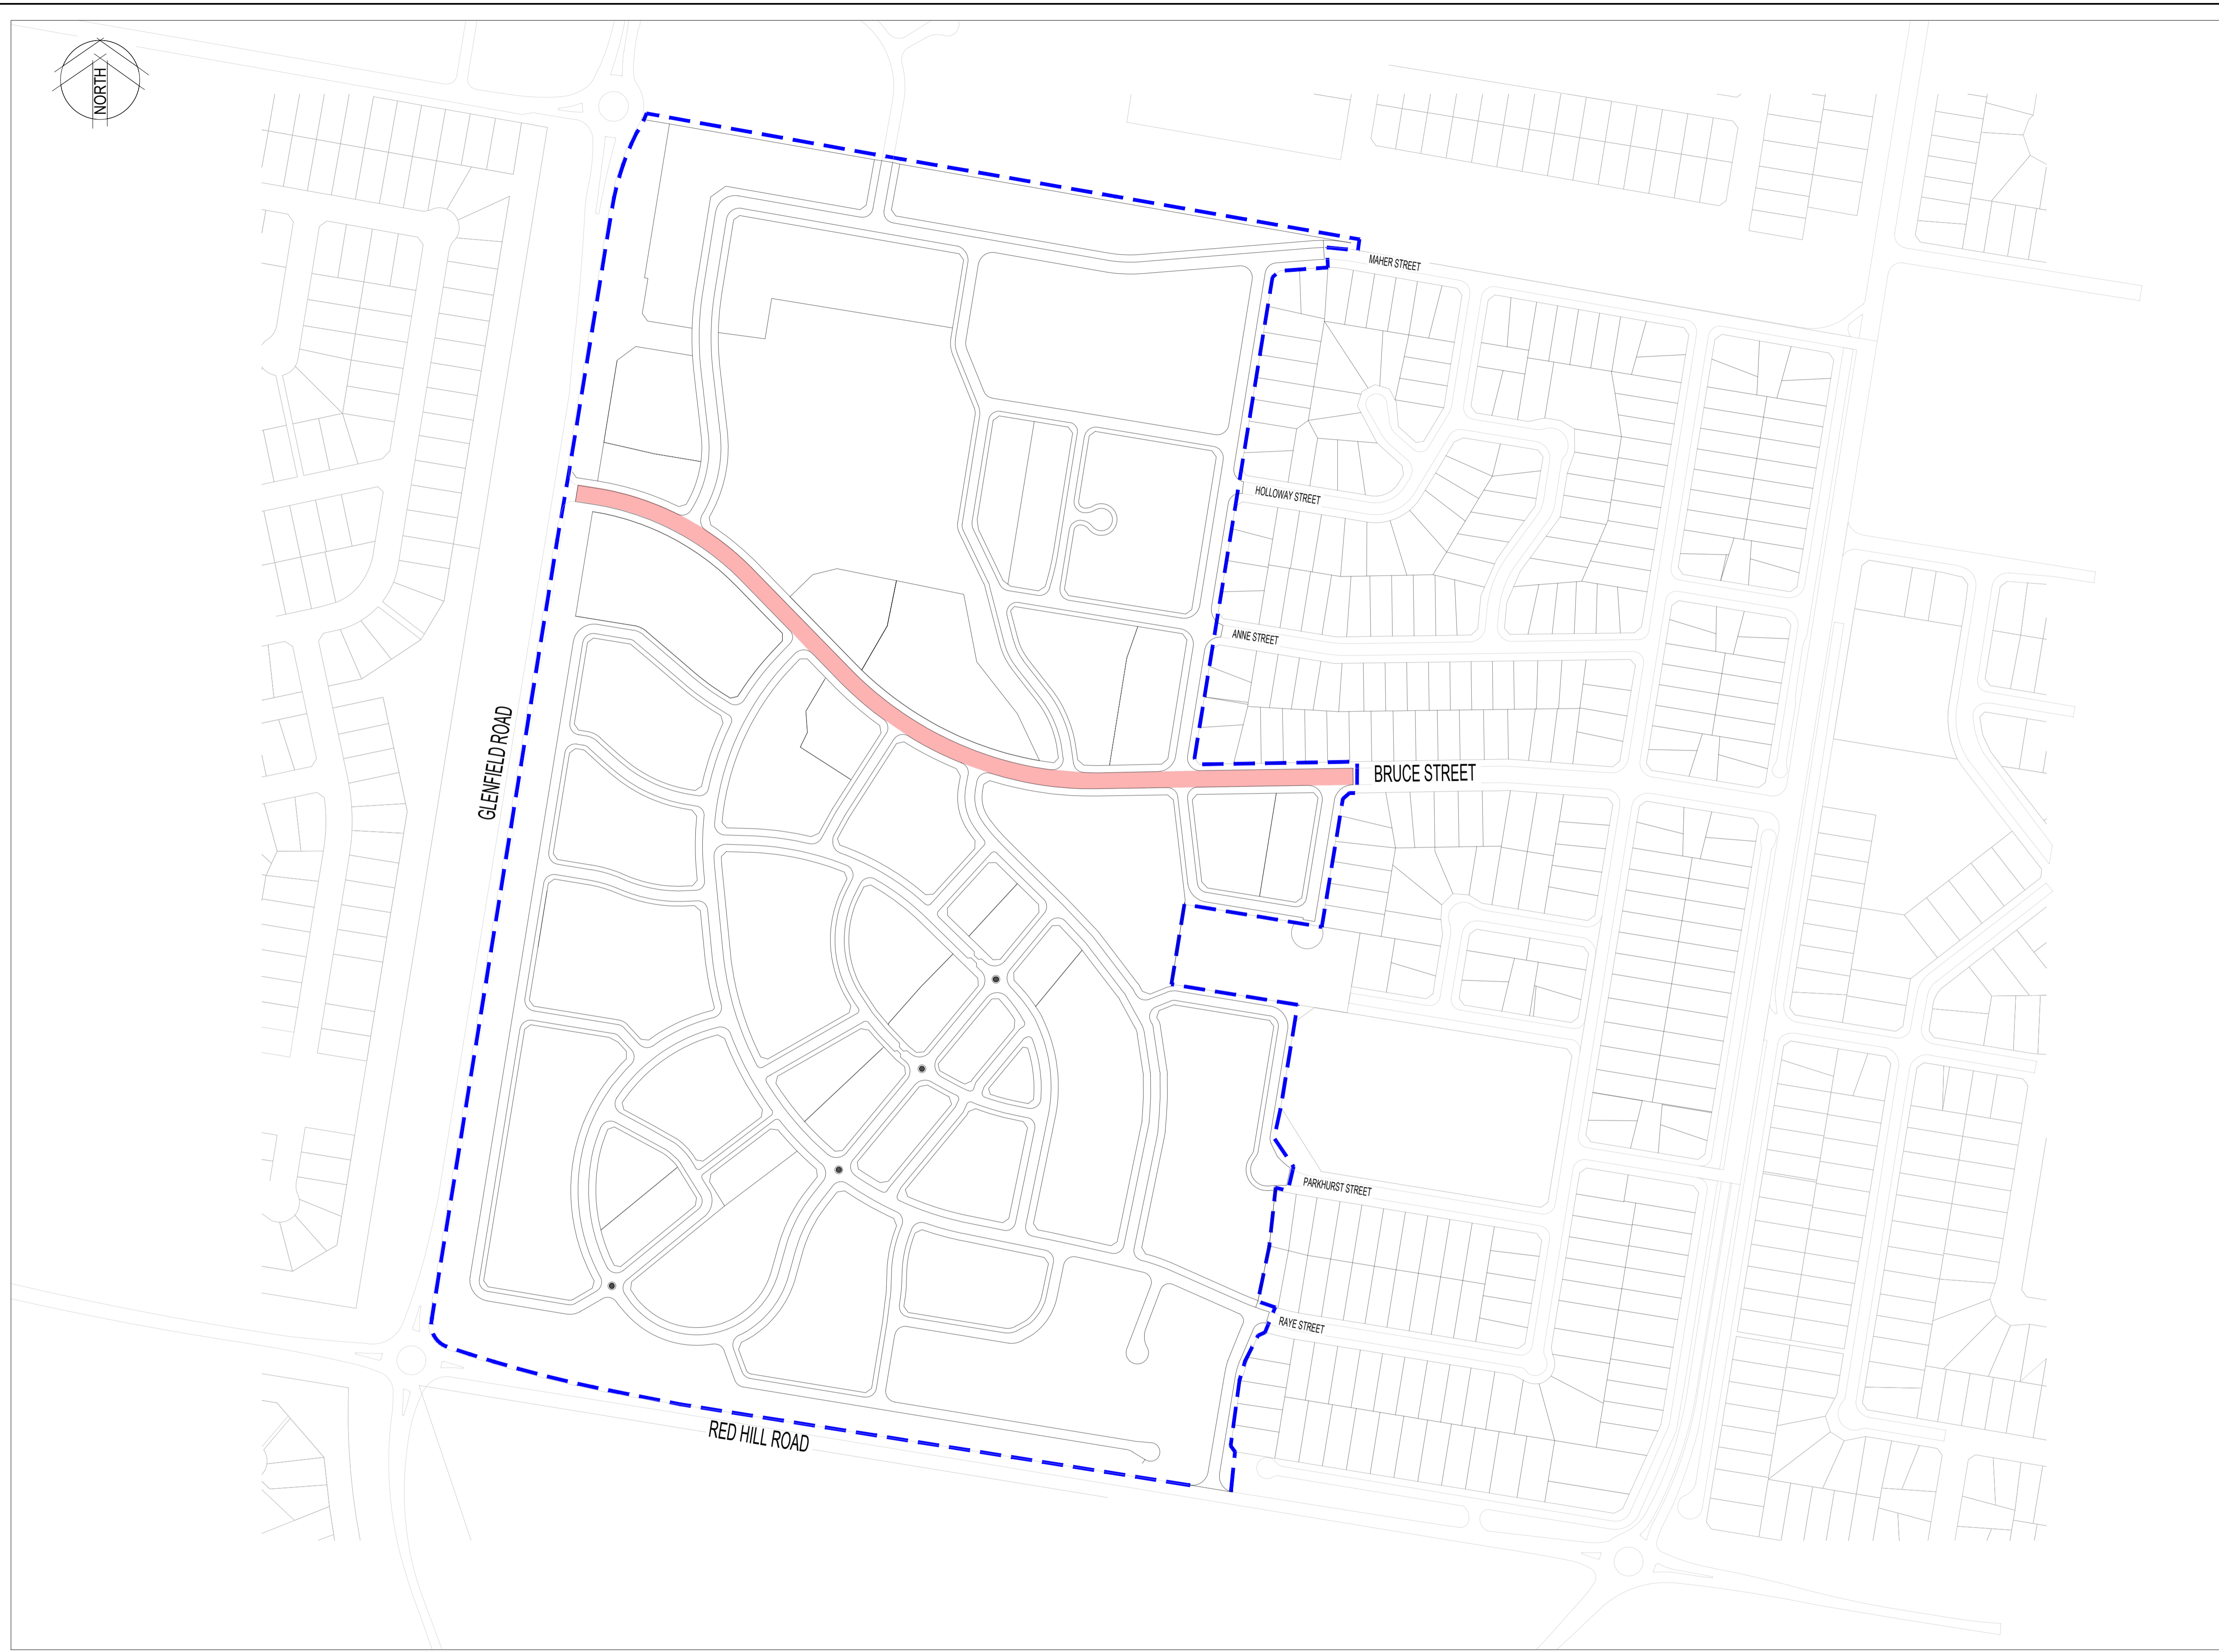 NORTH
MAHER STREET
HOLLOWAY STREET
ANNE STREET
GLENFIELD ROAD
BRUCE STREET
PARKHURST STREET
RAYE STREET
RED HILL ROAD